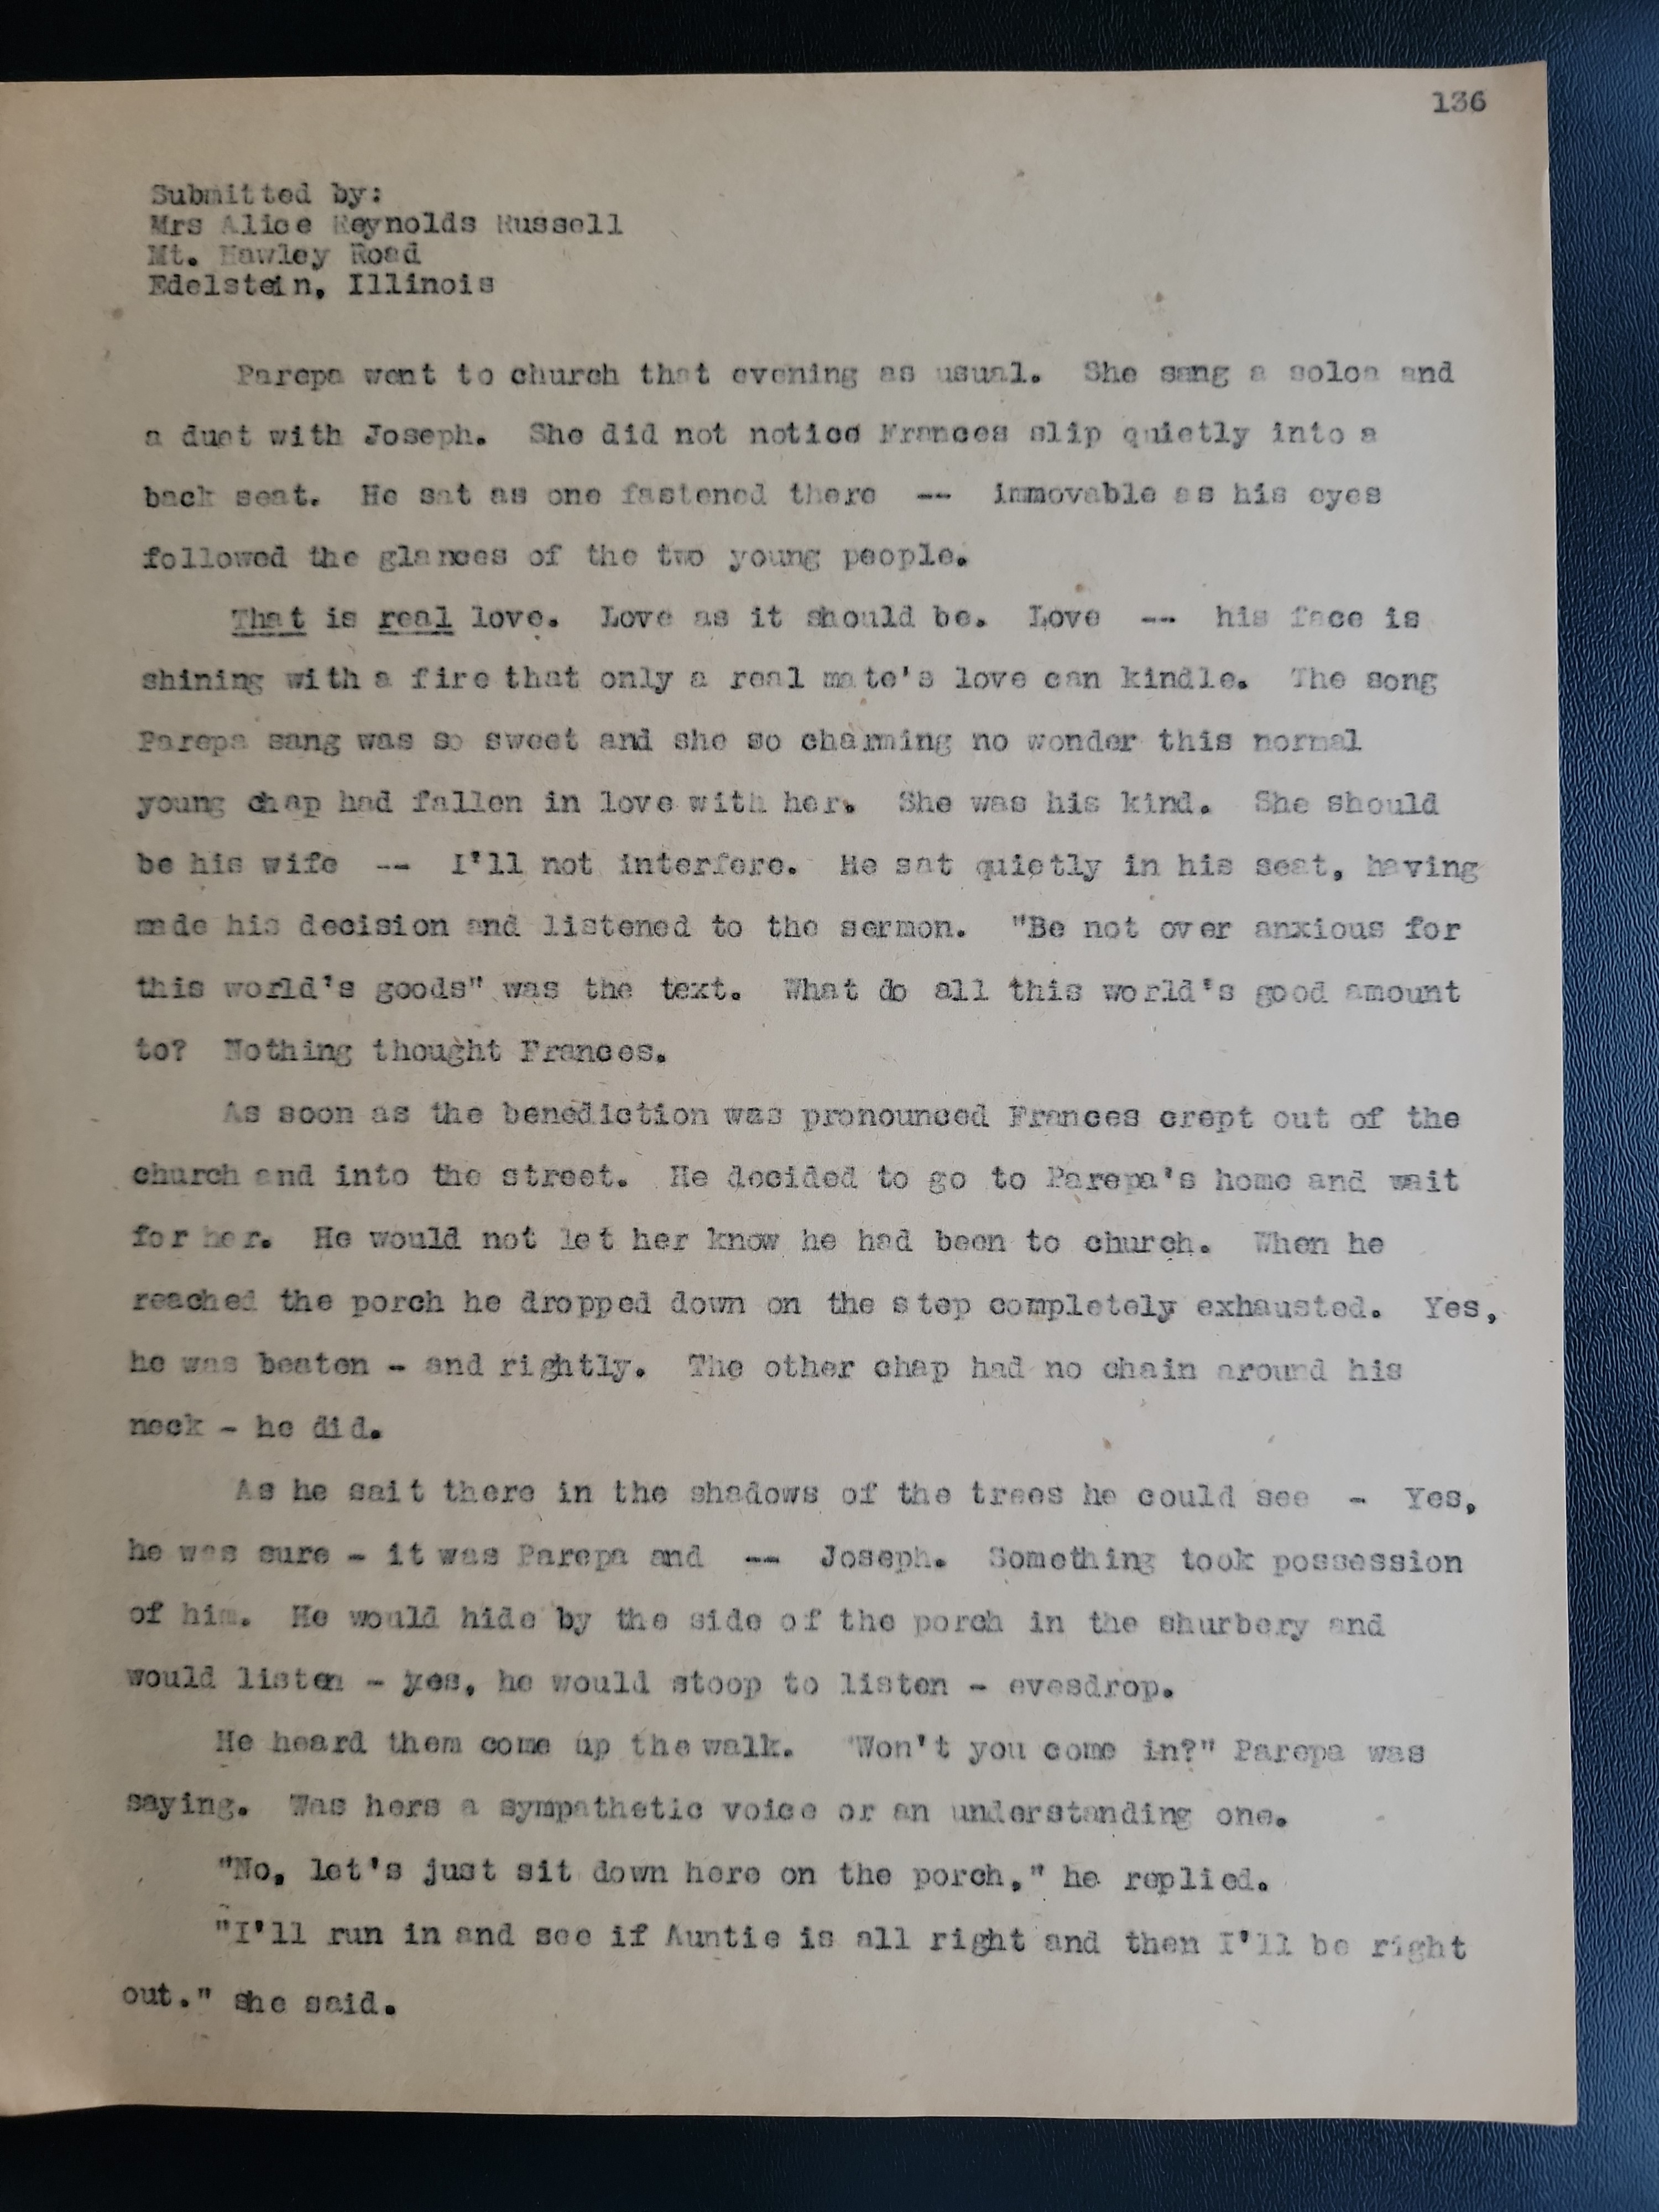 136
Submitted by:
Mrs Alice Reynolds Russell
Mt. Hawley Road
Edelstein, Illinois
Parepa went to church that evening as usual. She sang a soloa and
a duet with Joseph. She did not notice Frances slip quietly into a
back seat. He sat as one fastened there -- immovable as his eyes
followed the glances of the two young people.
That is real love. Love as it should be. Love -- his face is
shining with a fire that only a real mate's love can kindle. The song
Parepa sang was so sweet and she so charming no wonder this normal
young chap had fallen in love with her. She was his kind. She should
be his wife -- I'll not interfere. He sat quietly in his seat, having
made his decision and listened to the sermon. "Be not over anxious for
this world's goods" was the text. What do all this world's good amount
to? Nothing thought Frances.
As soon as the benediction was pronounced Frances crept out of the
church and into the street. He decided to go to Parepa's home and wait
for her. He would not let her know he had been to church. When he
reached the porch he dropped down on the step completely exhausted. Yes,
he was beaten - and rightly. The other chap had no chain around his
neck - he did.
As he sait there in the shadows of the trees he could see - Yes,
he was sure - it was Parepa and -- Joseph. Something took possession
of him. He would hide by the side of the porch in the shurbery and
would listen - yes, he would stoop to listen - evesdrop.
He heard them come up the walk. "Won't you come in?" Parepa was
saying. Was hers a sympathetic voice or an understanding one.
"No, let's just sit down here on the porch," he replied.
"I'll run in and see if Auntie is all right and then I'll be right
out." she said.